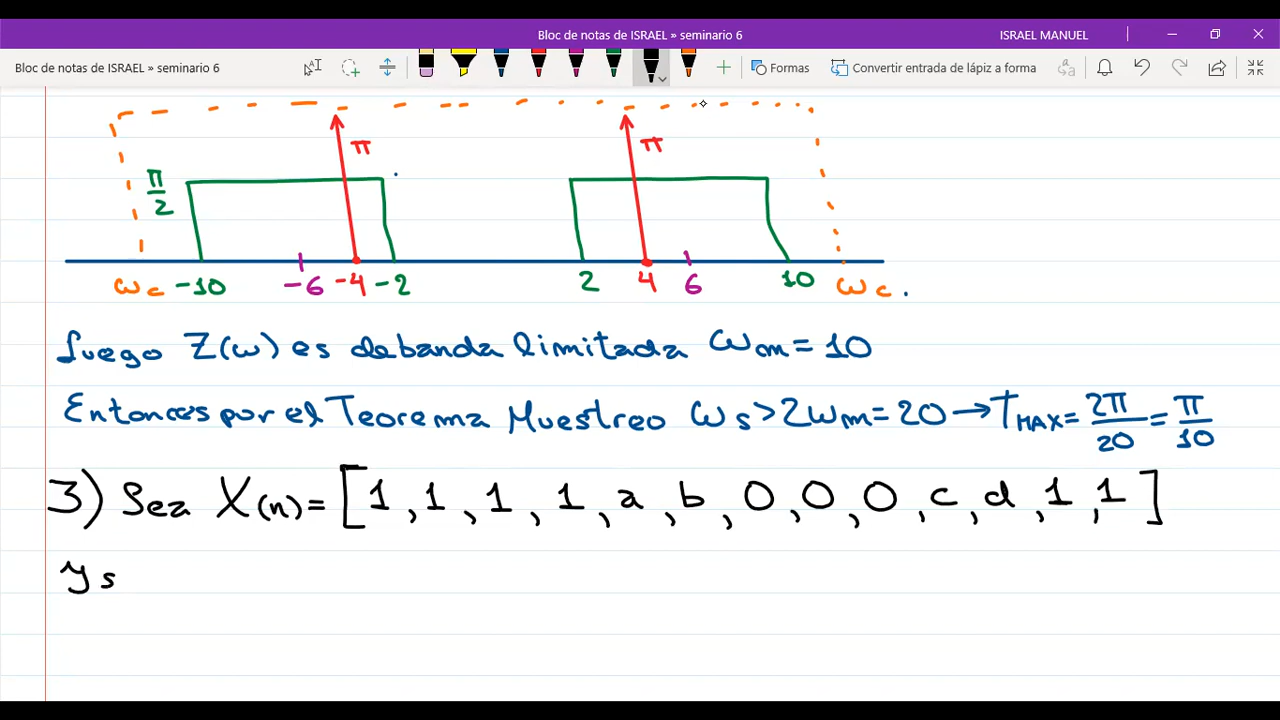 Bloc de notas de ISRAEL » seminario 6
ISRAEL MANUEL
Bloc de notas de ISRAEL » seminario 6
Formas
Convertir entrada de lápiz a forma
π
π
π/2
ωc -10 -6 -4 -2 2 4 6 10 ωc.
luego Z(ω) es de banda limitada ωm = 10
Entonces por el Teorema Muestreo ωs > 2ωm = 20 → TMAX = 2π/20 = π/10
3) Sea X(n) = [1, 1, 1, 1, a, b, 0, 0, 0, c, d, 1, 1]
y s